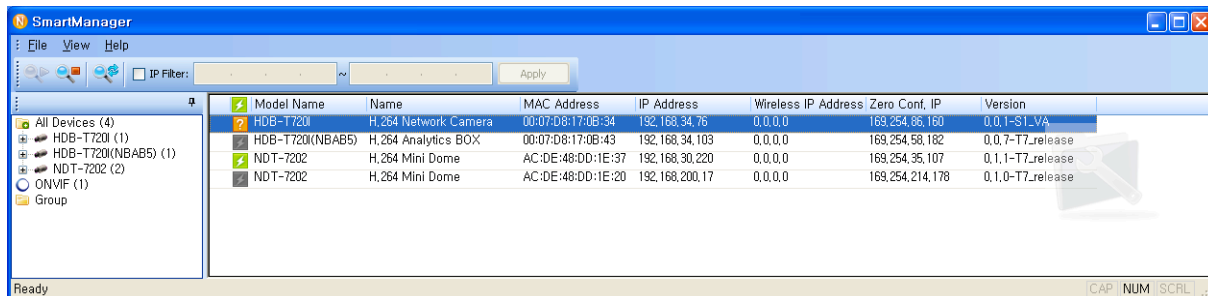 SmartManager
File View Help
IP Filter: . . . ~ . . . Apply
Model Name Name MAC Address IP Address Wireless IP Address Zero Conf, IP Version
HDB-T720I H,264 Network Camera 00:07:D8:17:0B:34 192,168,34,76 0,0,0,0 169,254,86,160 0,0,1-S1_VA
HDB-T720I(NBAB5) H,264 Analytics BOX 00:07:D8:17:0B:43 192,168,34,103 0,0,0,0 169,254,58,182 0,0,7-T7_release
NDT-7202 H,264 Mini Dome AC:DE:48:DD:1E:37 192,168,30,220 0,0,0,0 169,254,35,107 0,1,1-T7_release
NDT-7202 H,264 Mini Dome AC:DE:48:DD:1E:20 192,168,200,17 0,0,0,0 169,254,214,178 0,1,0-T7_release
All Devices (4)
HDB-T720I (1)
HDB-T720I(NBAB5) (1)
NDT-7202 (2)
ONVIF (1)
Group
Ready CAP NUM SCRL